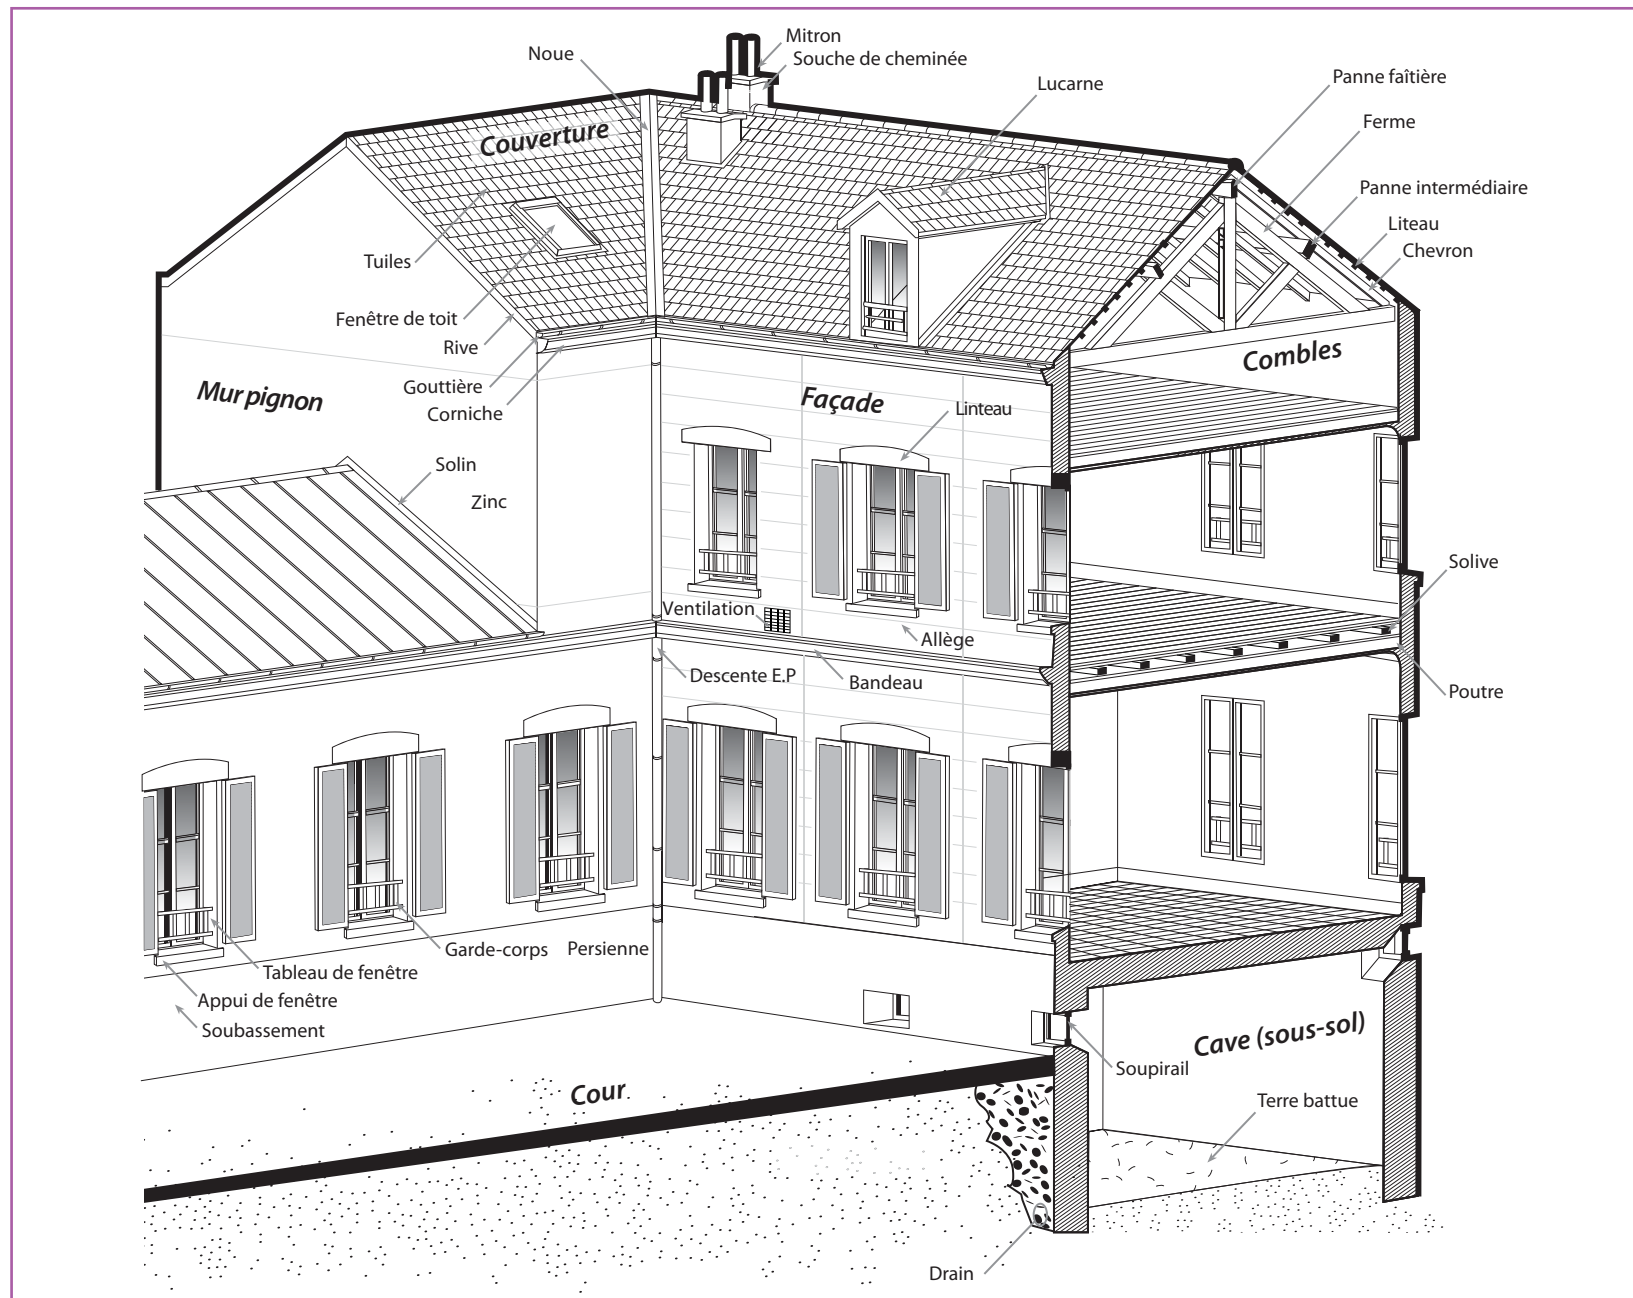 Mitron
Noue
Souche de cheminée
Lucarne
Panne faîtière
Ferme
Couverture
Panne intermédiaire
Liteau
Chevron
Tuiles
Fenêtre de toit
Rive
Combles
Gouttière
Mur pignon
Corniche
Façade
Linteau
Solin
Zinc
Solive
Ventilation
Allège
Descente E.P
Bandeau
Poutre
Garde-corps
Persienne
Tableau de fenêtre
Appui de fenêtre
Soubassement
Cave (sous-sol)
Soupirail
Cour
Terre battue
Drain